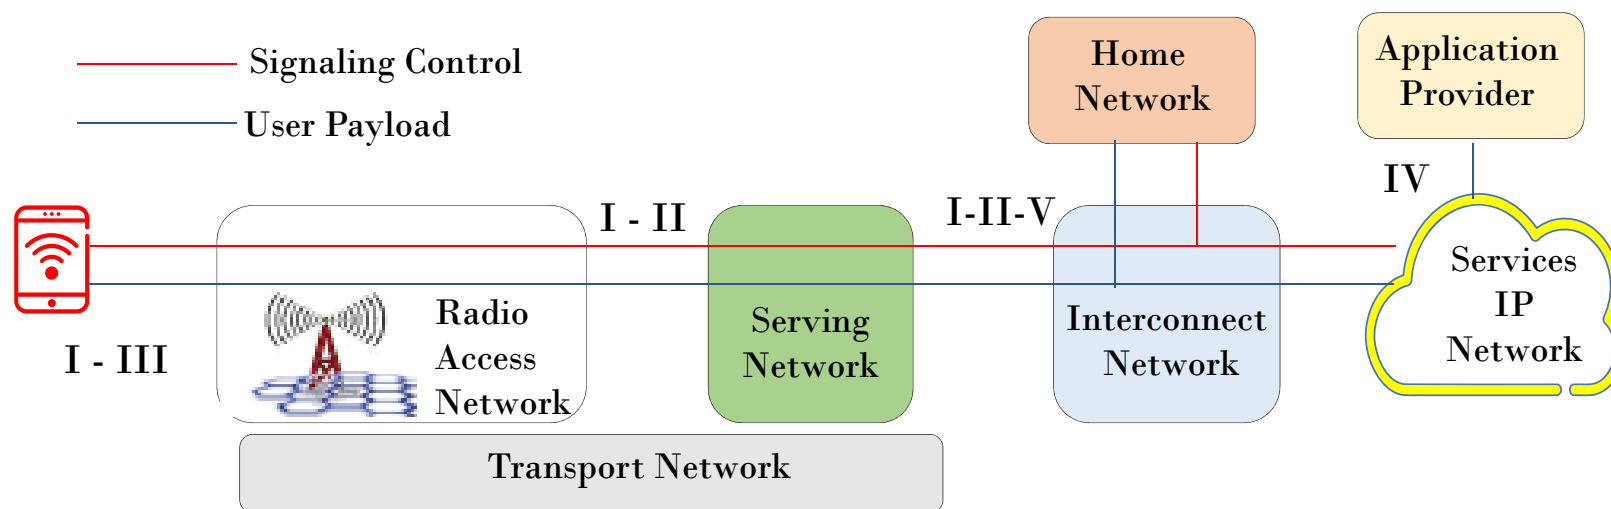 Signaling Control
User Payload
Home
Network
Application
Provider
IV
I - II
I-II-V
I - III
Radio
Access
Network
Serving
Network
Interconnect
Network
Services
IP
Network
Transport Network